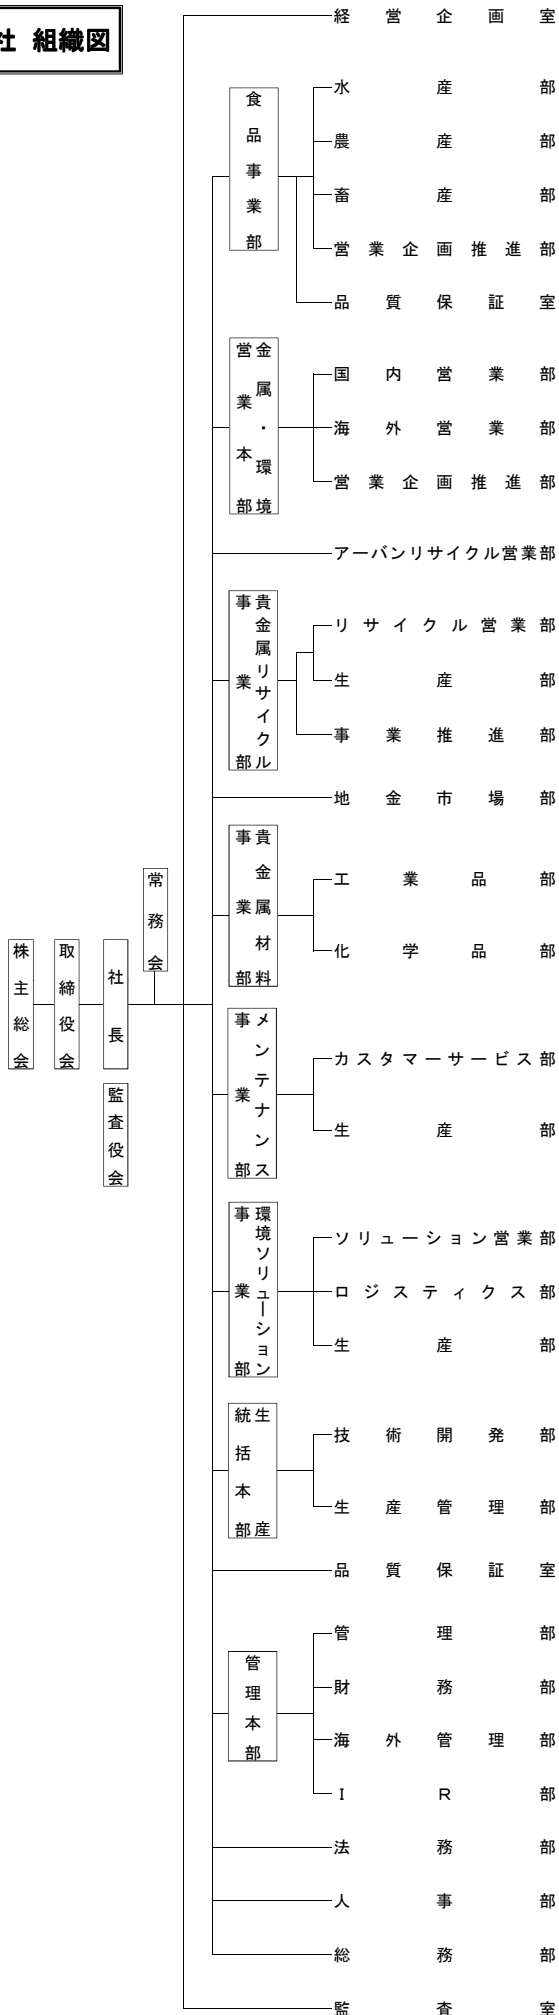 社 組織図
経営企画室
食品事業部
水産部
農産部
畜産部
営業企画推進部
品質保証室
金属・環境
営業本部
国内営業部
海外営業部
営業企画推進部
アーバンリサイクル営業部
貴金属リサイクル
事業部
リサイクル営業部
生産部
事業推進部
地金市場部
貴金属材料
事業部
工業品部
化学品部
常務会
株主総会
取締役会
社長
監査役会
メンテナンス
事業部
カスタマーサービス部
生産部
環境ソリューション
事業部
ソリューション営業部
ロジスティクス部
生産部
生産
統括本部
技術開発部
生産管理部
品質保証室
管理本部
管理部
財務部
海外管理部
IR部
法務部
人事部
総務部
監査室